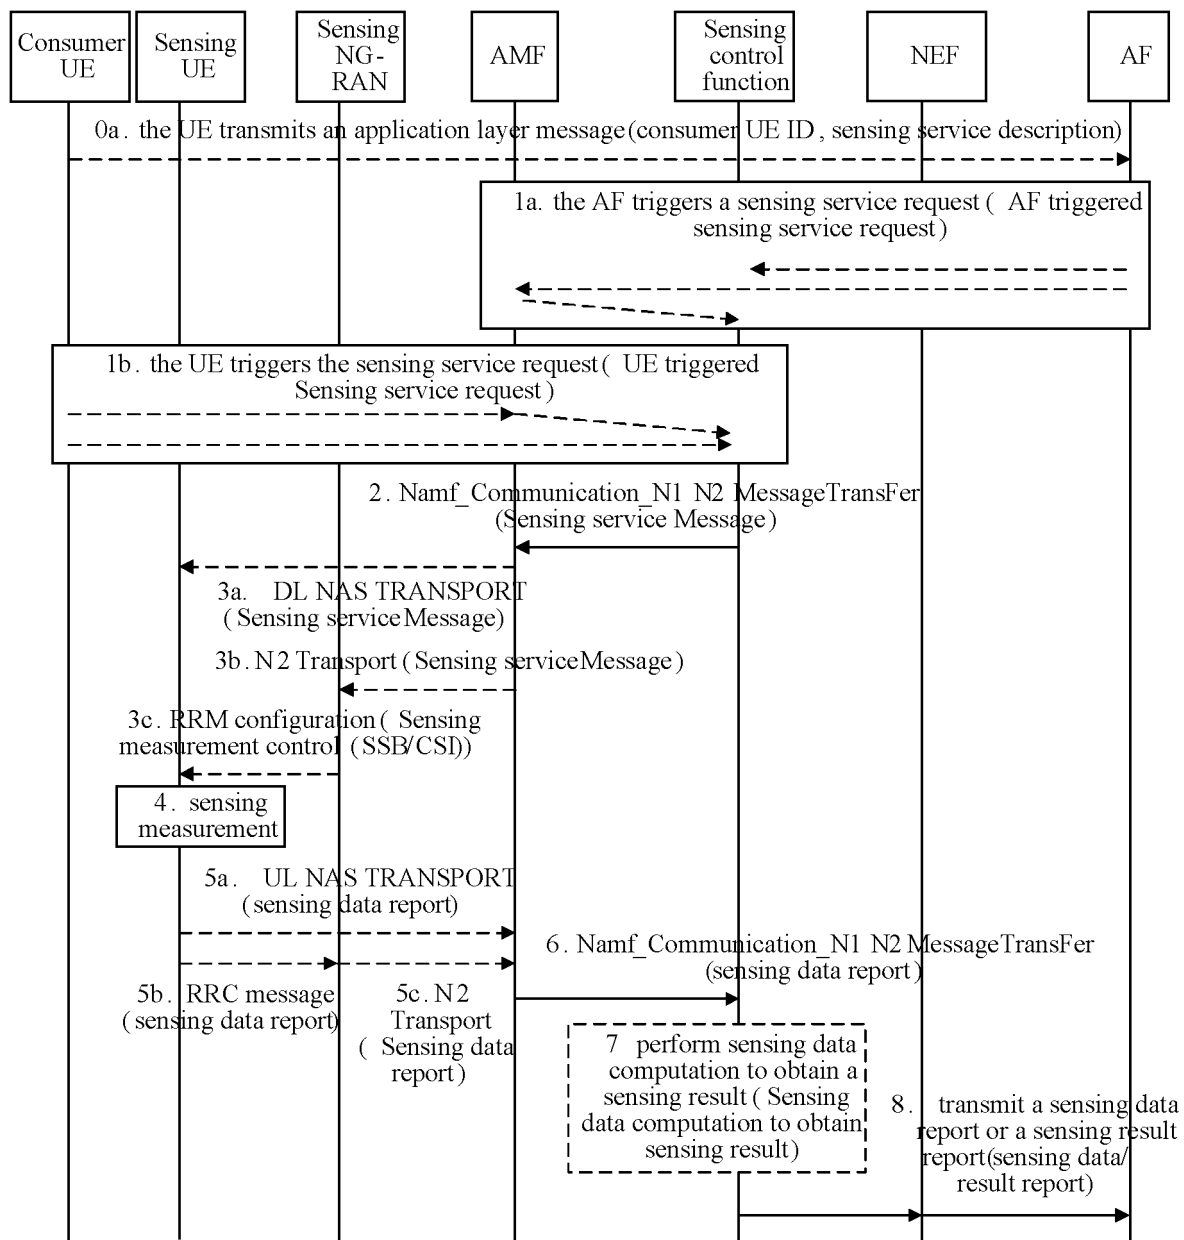 Consumer
UE
Sensing
UE
Sensing
NG-
RAN
AMF
Sensing
control
function
NEF
AF
0a. the UE transmits an application layer message(consumer UE ID, sensing service description)
1a. the AF triggers a sensing service request( AF triggered
sensing service request)
1b. the UE triggers the sensing service request( UE triggered
Sensing service request)
2. Namf_Communication_N1 N2 MessageTransFer
(Sensing service Message)
3a. DL NAS TRANSPORT
(Sensing serviceMessage)
3b. N2 Transport(Sensing serviceMessage)
3c. RRM configuration( Sensing
measurement control (SSB/CSI))
4. sensing
measurement
5a. UL NAS TRANSPORT
(sensing data report)
6. Namf_Communication_N1 N2 MessageTransFer
(sensing data report)
5b. RRC message
(sensing data report)
5c. N2
Transport
( Sensing data
report)
7 perform sensing data
computation to obtain a
sensing result( Sensing
data computation to obtain
sensing result)
8. transmit a sensing data
report or a sensing result
report(sensing data/
result report)